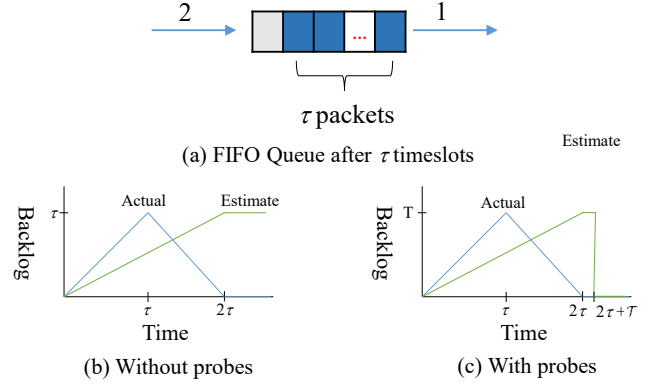 2
1
...
τ packets
(a) FIFO Queue after τ timeslots
Estimate
Backlog
τ
Actual
Estimate
τ
2τ
Time
(b) Without probes
Backlog
T
Actual
τ
2τ
2τ+𝒯
Time
(c) With probes